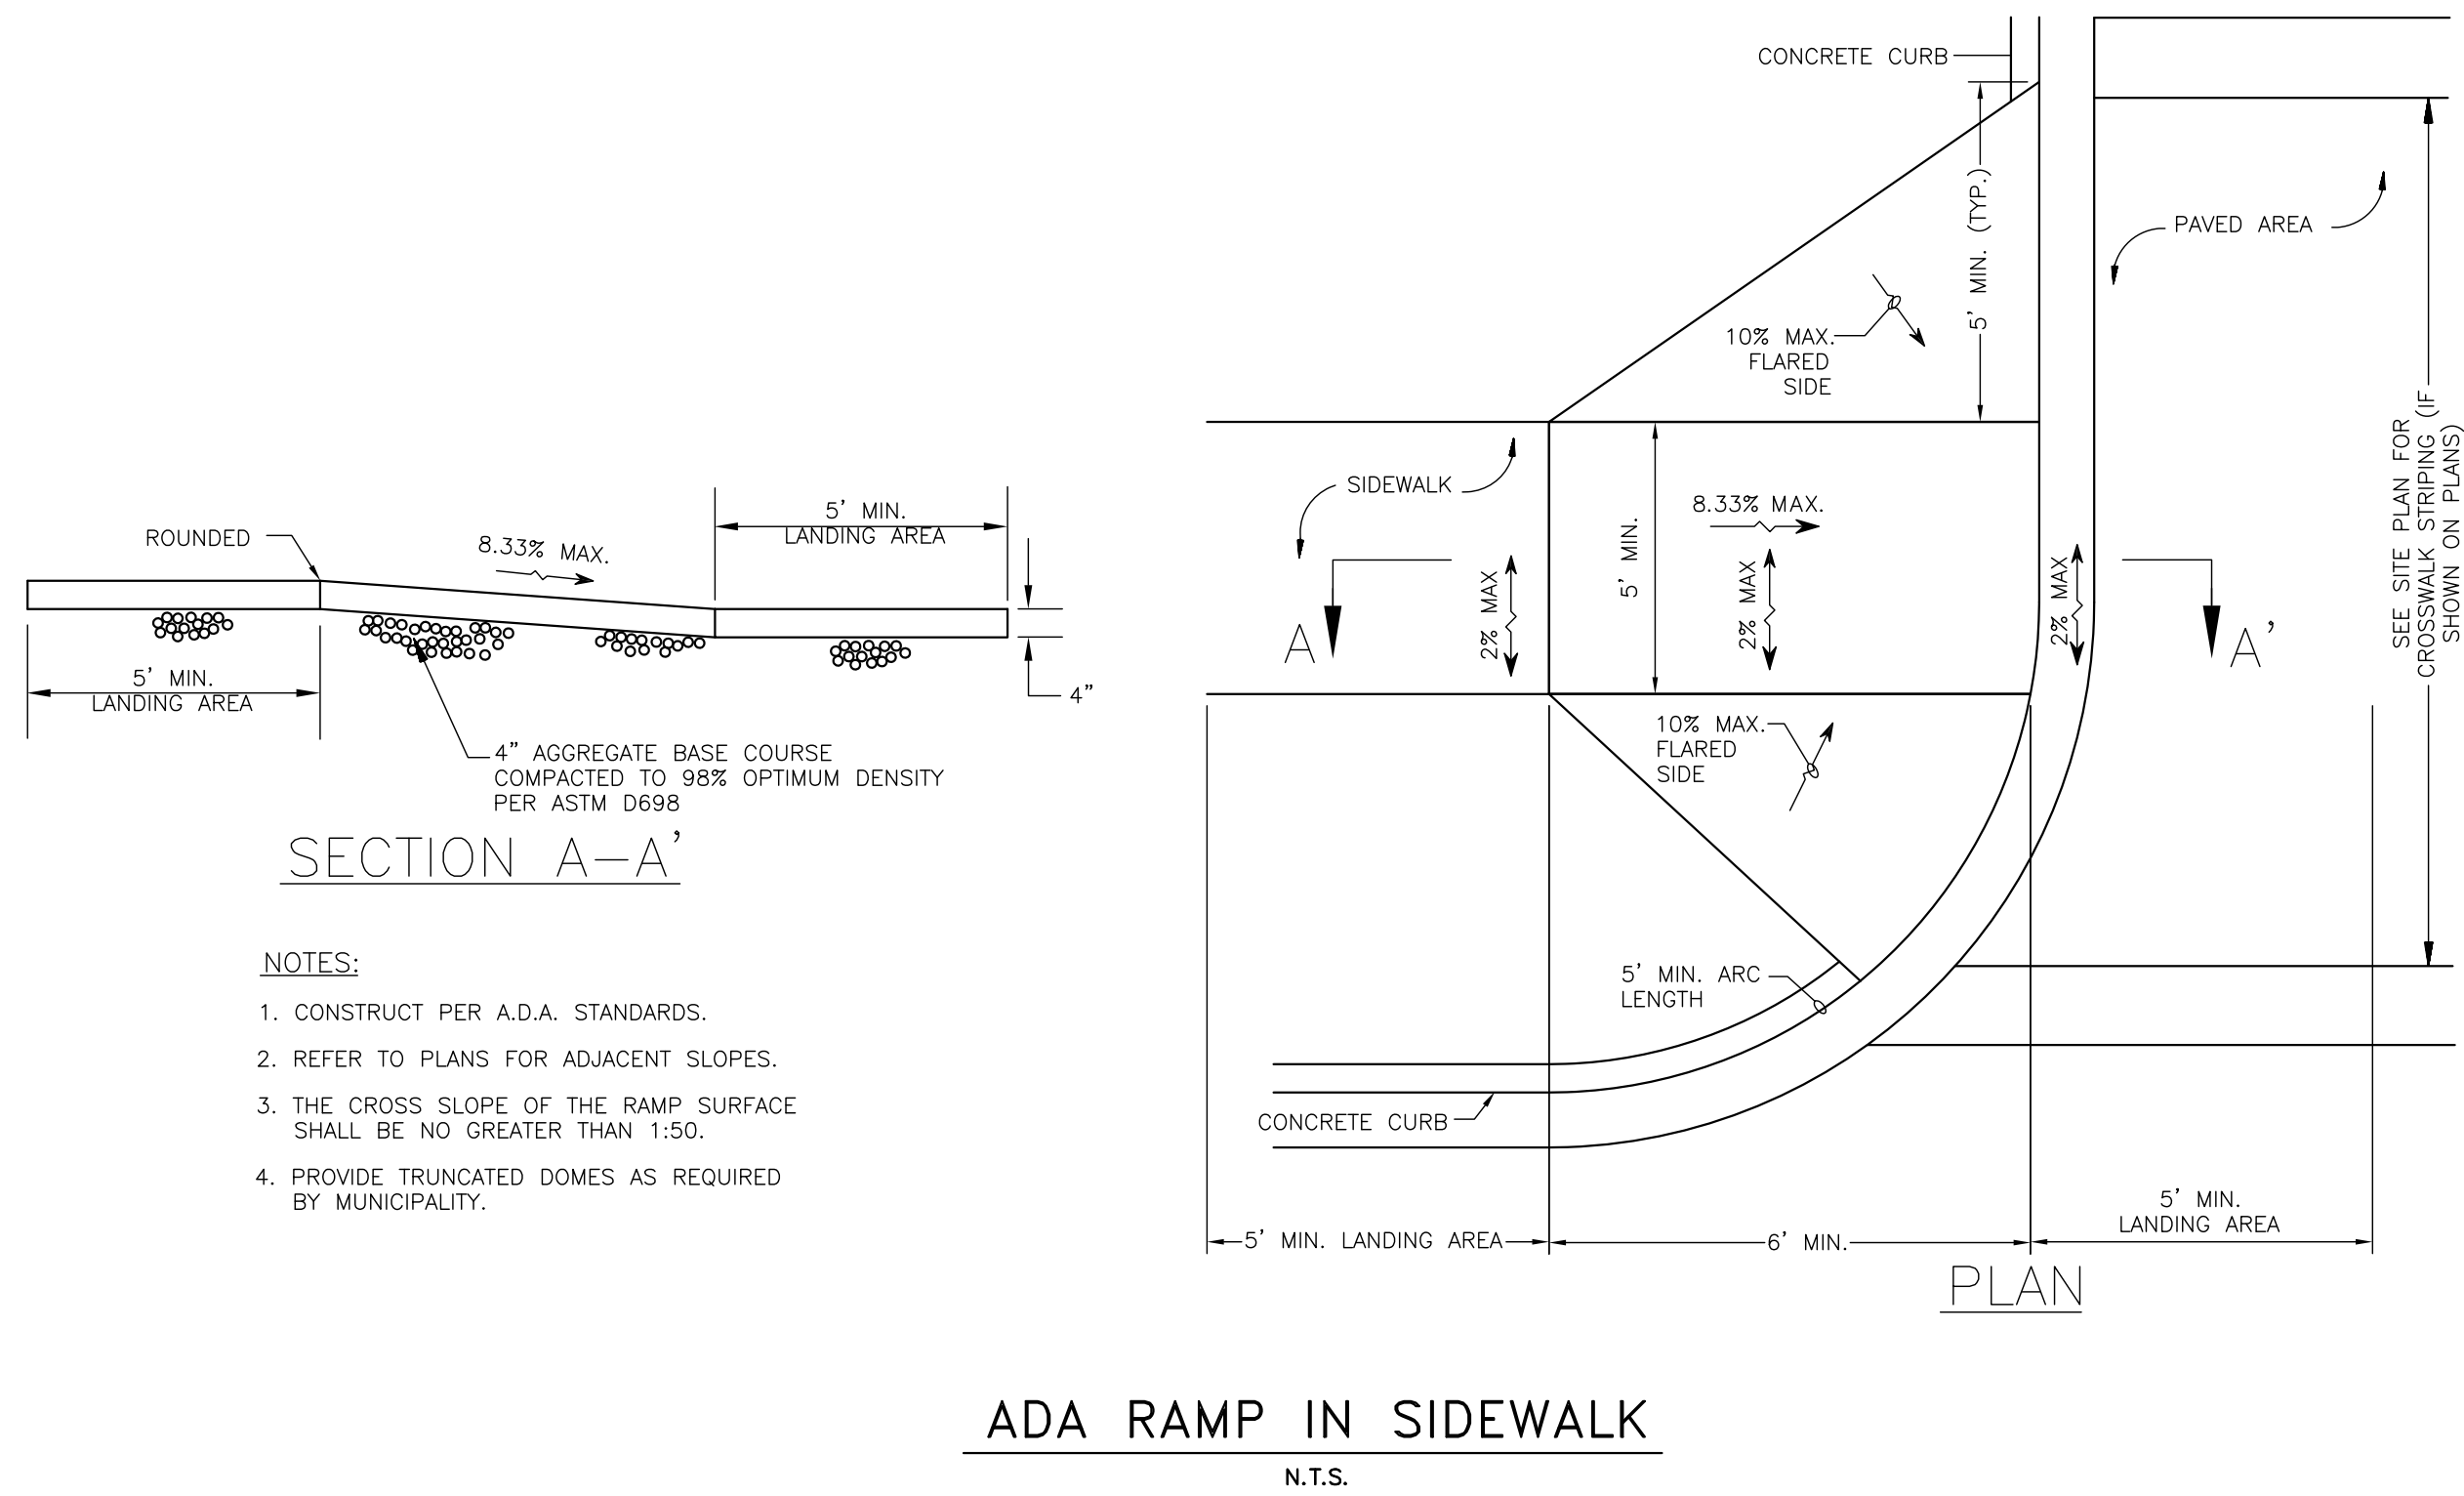 ROUNDED
8.33% MAX.
5' MIN.
LANDING AREA
5' MIN.
LANDING AREA
4"
4" AGGREGATE BASE COURSE
COMPACTED TO 98% OPTIMUM DENSITY
PER ASTM D698
SECTION A—A'
NOTES:
1. CONSTRUCT PER A.D.A. STANDARDS.
2. REFER TO PLANS FOR ADJACENT SLOPES.
3. THE CROSS SLOPE OF THE RAMP SURFACE
SHALL BE NO GREATER THAN 1:50.
4. PROVIDE TRUNCATED DOMES AS REQUIRED
BY MUNICIPALITY.
CONCRETE CURB
5' MIN. (TYP.)
PAVED AREA
10% MAX.
FLARED
SIDE
SIDEWALK
8.33% MAX.
5' MIN.
2% MAX
2% MAX
2% MAX
A
A'
SEE SITE PLAN FOR
CROSSWALK STRIPING (IF
SHOWN ON PLANS)
10% MAX.
FLARED
SIDE
5' MIN. ARC
LENGTH
CONCRETE CURB
5' MIN. LANDING AREA
6' MIN.
5' MIN.
LANDING AREA
PLAN
ADA RAMP IN SIDEWALK
N.T.S.